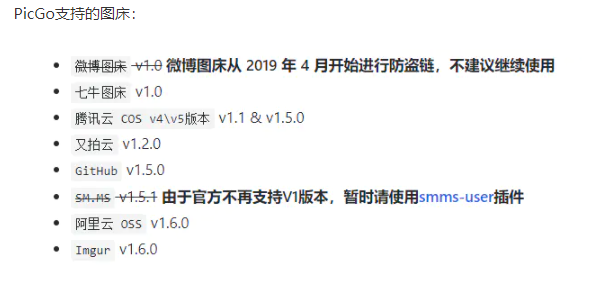 PicGo支持的图床：
微博图床 v1.0 微博图床从 2019 年 4 月开始进行防盗链，不建议继续使用
七牛图床 v1.0
腾讯云 COS v4\v5版本 v1.1 & v1.5.0
又拍云 v1.2.0
GitHub v1.5.0
SM.MS v1.5.1 由于官方不再支持V1版本，暂时请使用smms-user插件
阿里云 OSS v1.6.0
Imgur v1.6.0